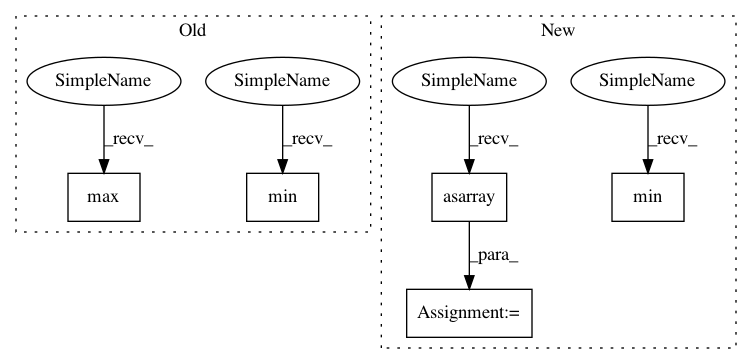 Old
New
SimpleName
SimpleName
SimpleName
SimpleName
_recv_
_recv_
_recv_
_recv_
max
min
asarray
min
_para_
Assignment:=